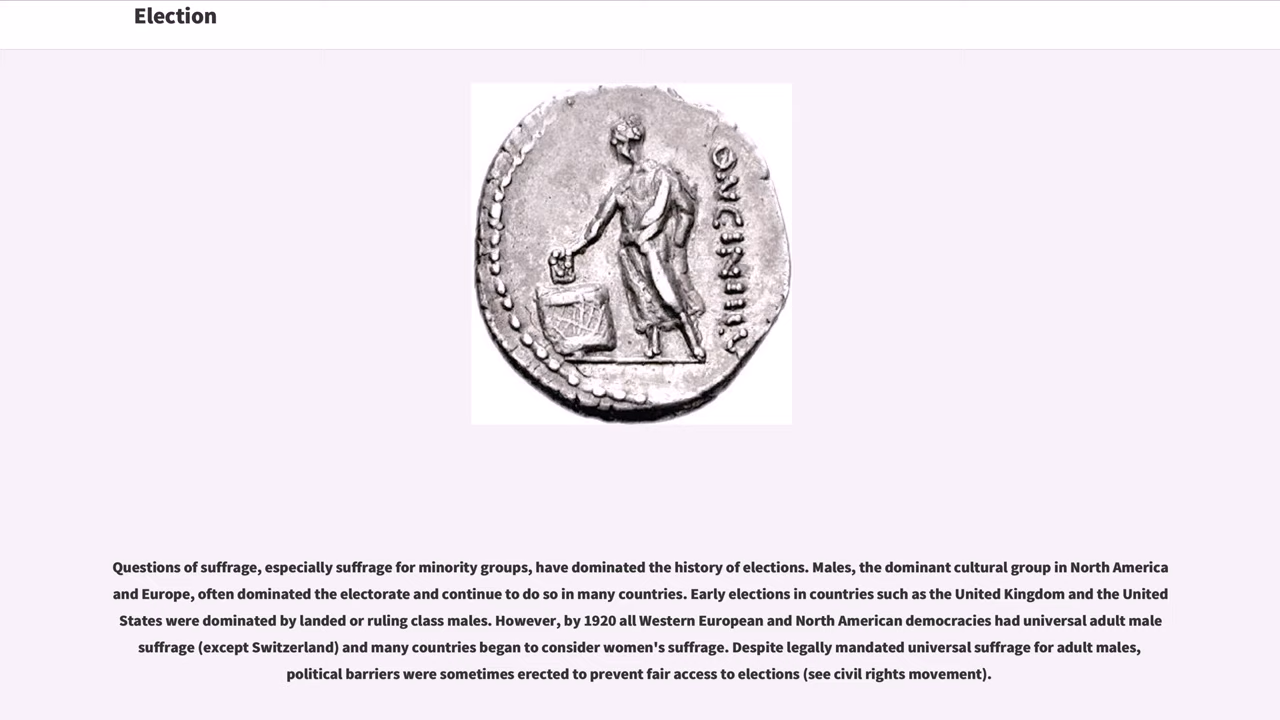 Election
Questions of suffrage, especially suffrage for minority groups, have dominated the history of elections. Males, the dominant cultural group in North America
and Europe, often dominated the electorate and continue to do so in many countries. Early elections in countries such as the United Kingdom and the United
States were dominated by landed or ruling class males. However, by 1920 all Western European and North American democracies had universal adult male
suffrage (except Switzerland) and many countries began to consider women's suffrage. Despite legally mandated universal suffrage for adult males,
political barriers were sometimes erected to prevent fair access to elections (see civil rights movement).